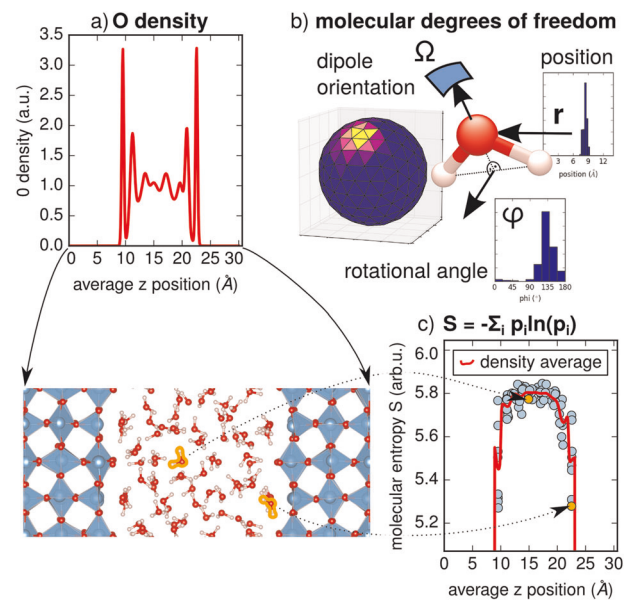 a) O density
O density (a.u.)
3.5
3.0
2.5
2.0
1.5
1.0
0.5
0.0
0 5 10 15 20 25 30
average z position (Å)
b) molecular degrees of freedom
dipole
orientation
Ω
position
r
3 6 9 12
position (Å)
φ
rotational angle
0 45 90 135 180
phi (°)
c) S = -Σi piln(pi)
molecular entropy S (arb.u.)
6.0
5.8
5.6
5.4
5.2
density average
0 5 10 15 20 25 30
average z position (Å)